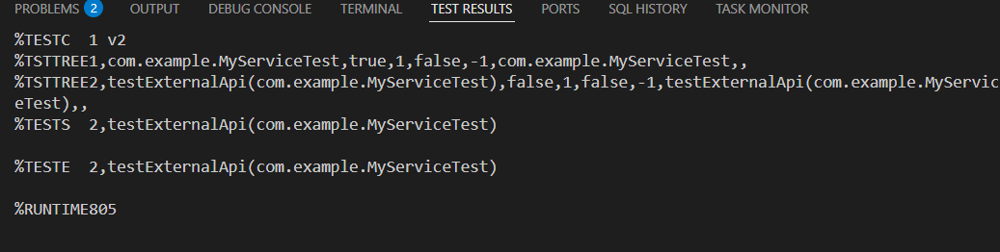 PROBLEMS 2 OUTPUT DEBUG CONSOLE TERMINAL TEST RESULTS PORTS SQL HISTORY TASK MONITOR
%TESTC  1 v2
%TSTTREE1,com.example.MyServiceTest,true,1,false,-1,com.example.MyServiceTest,,
%TSTTREE2,testExternalApi(com.example.MyServiceTest),false,1,false,-1,testExternalApi(com.example.MyServic
eTest),,
%TESTS  2,testExternalApi(com.example.MyServiceTest)
%TESTE  2,testExternalApi(com.example.MyServiceTest)
%RUNTIME805